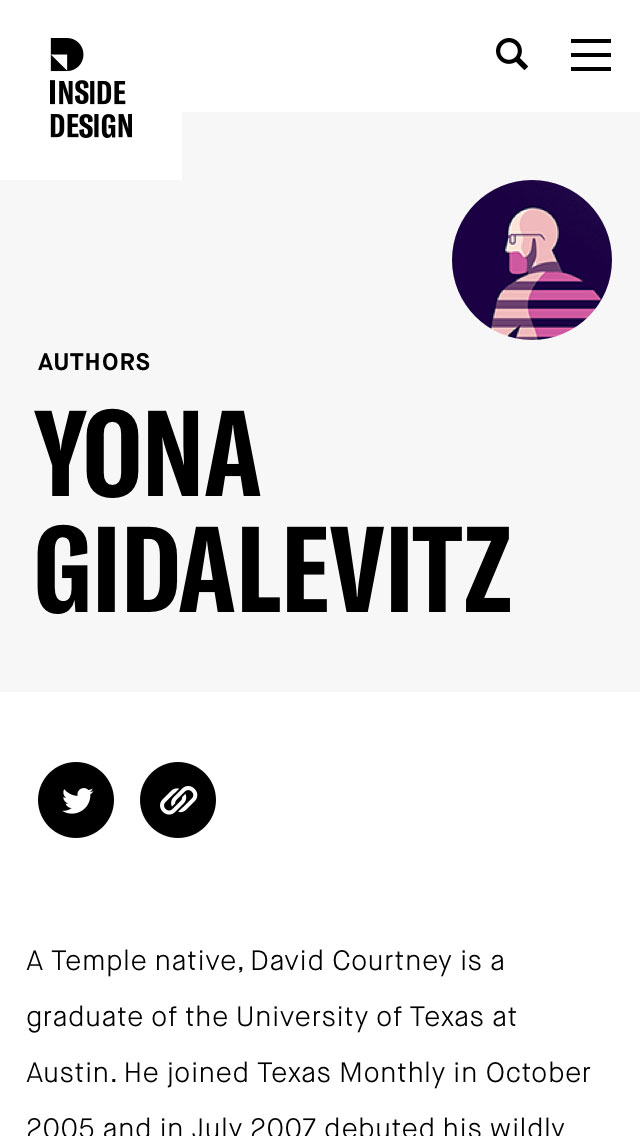 INSIDE
DESIGN
AUTHORS
YONA
GIDALEVITZ
A Temple native, David Courtney is a
graduate of the University of Texas at
Austin. He joined Texas Monthly in October
2005 and in July 2007 debuted his wildly